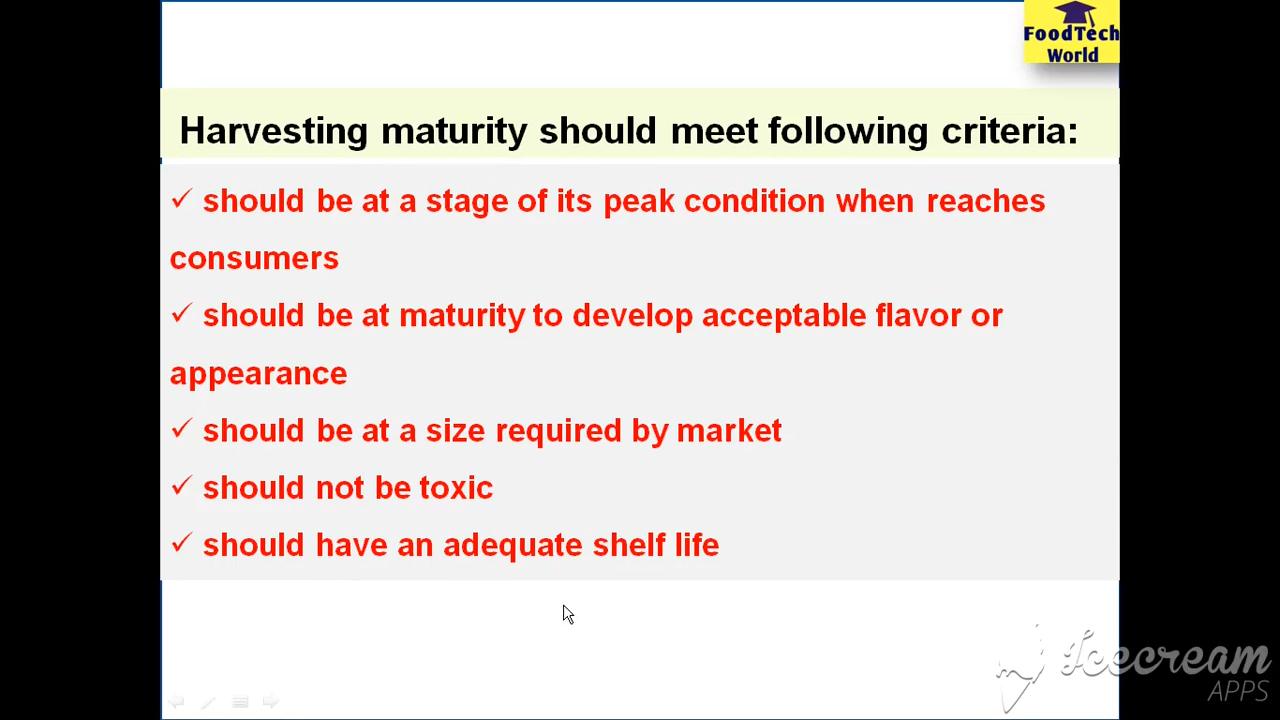 FoodTech
World
Harvesting maturity should meet following criteria:
✓ should be at a stage of its peak condition when reaches
consumers
✓ should be at maturity to develop acceptable flavor or
appearance
✓ should be at a size required by market
✓ should not be toxic
✓ should have an adequate shelf life
Icecream
APPS